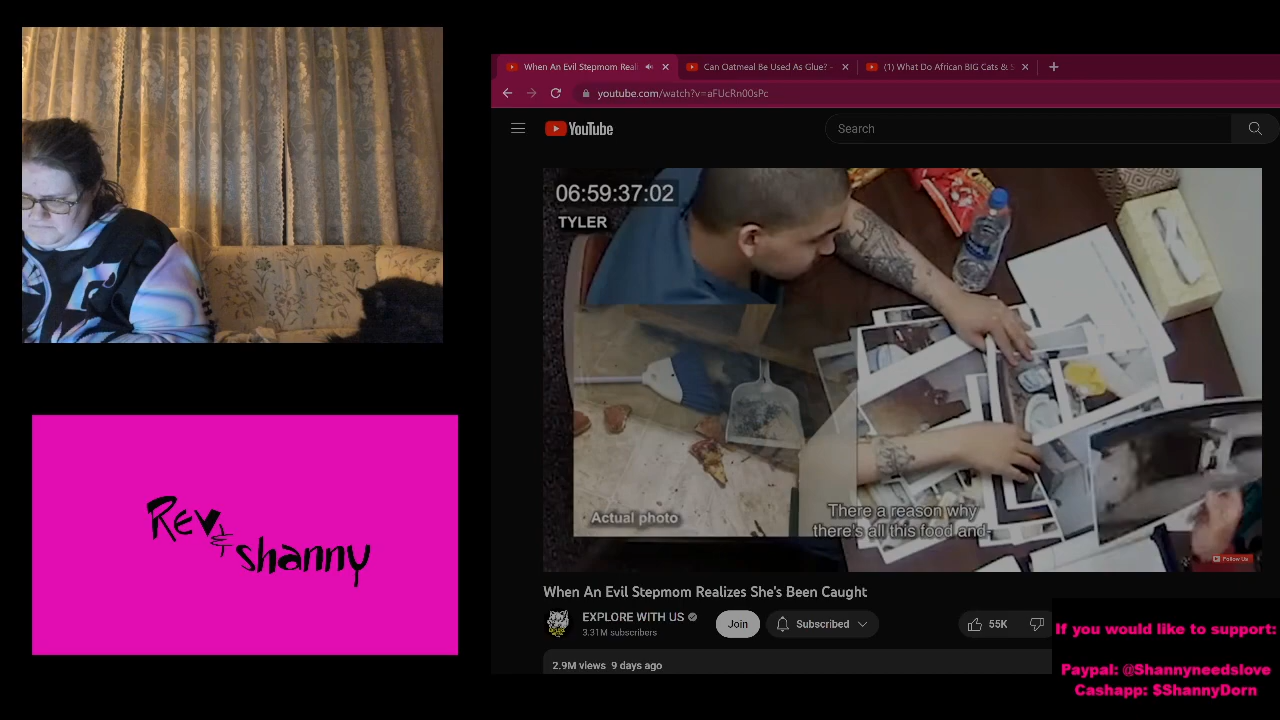 When An Evil Stepmom Reali
Can Oatmeal Be Used As Glue? -
(1) What Do African BIG Cats &
youtube.com/watch?v=aFUcRn00sPc
YouTube
Search
06:59:37:02
TYLER
Actual photo
There a reason why
there's all this food and-
Follow Us
Rev
&
shanny
When An Evil Stepmom Realizes She's Been Caught
EXPLORE WITH US
3.31M subscribers
Join
Subscribed
55K
2.9M views 9 days ago
If you would like to support:
Paypal: @Shannyneedslove
Cashapp: $ShannyDorn